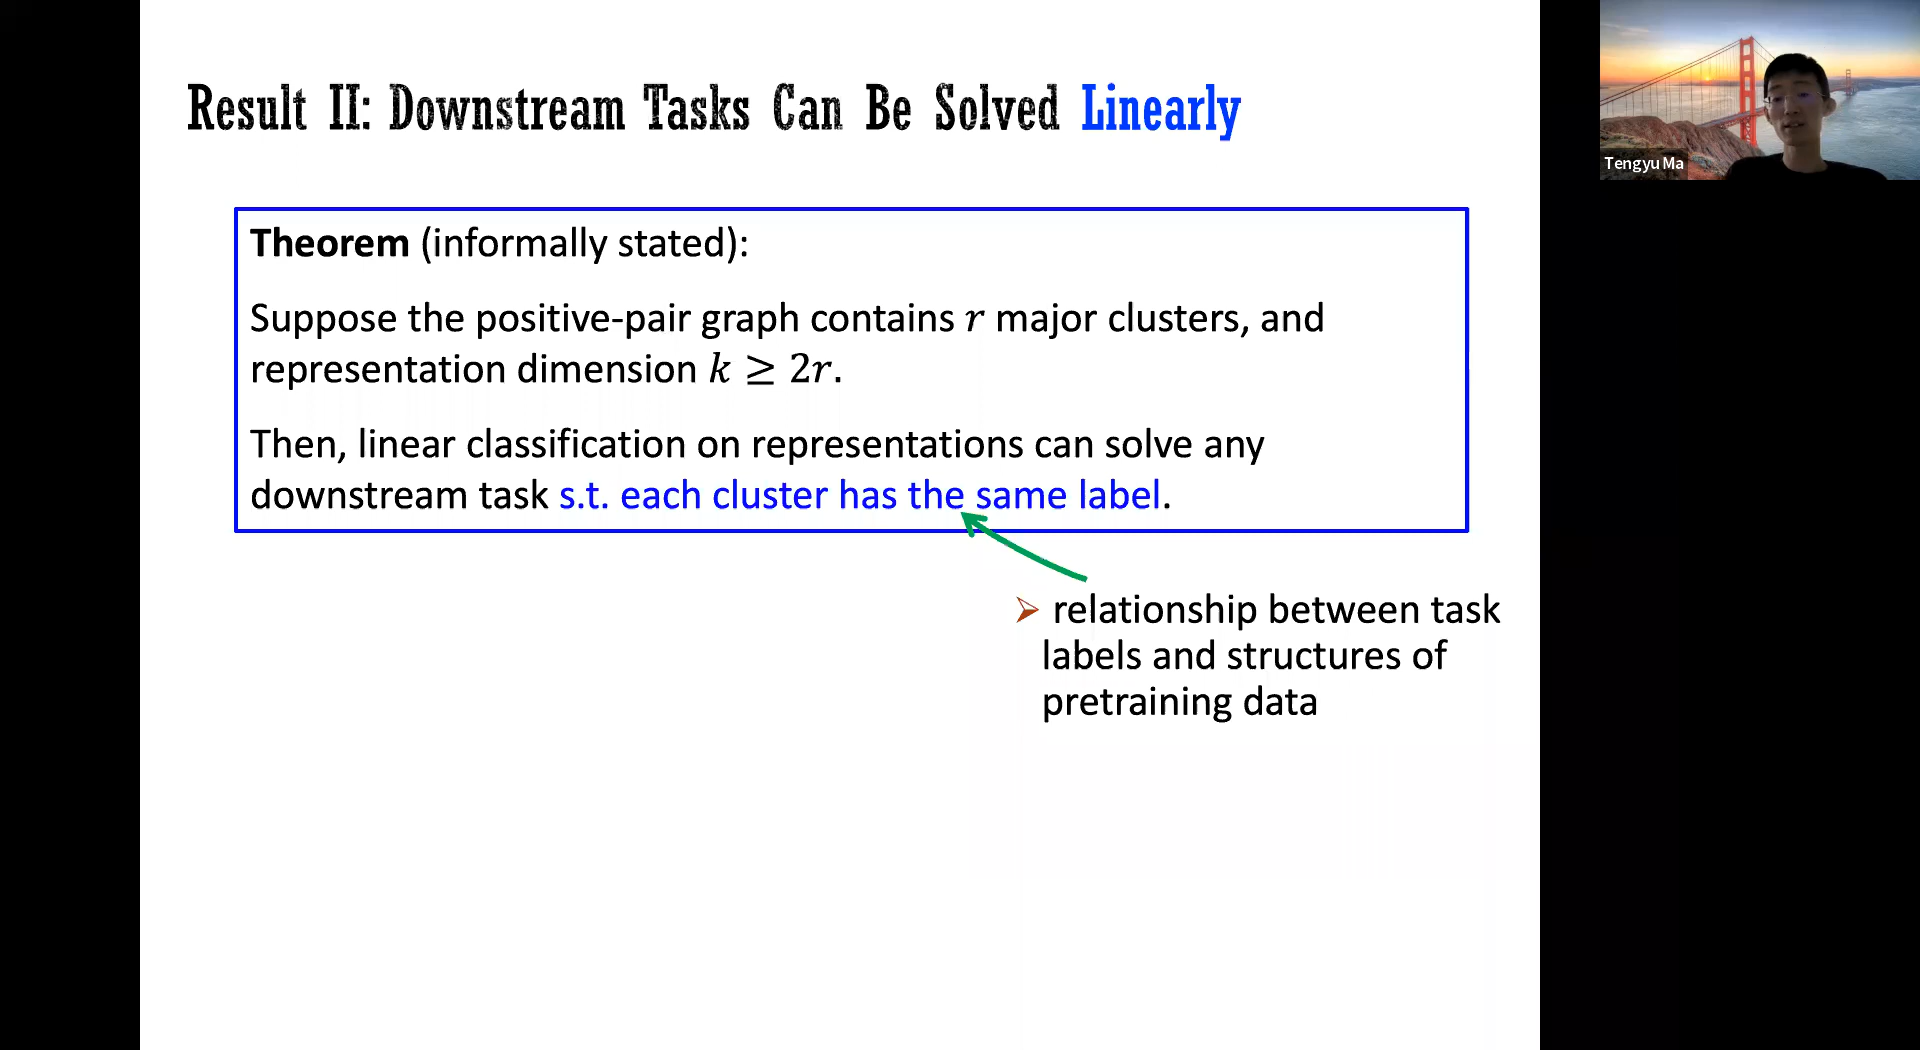 Result II: Downstream Tasks Can Be Solved Linearly
Tengyu Ma
Theorem (informally stated):
Suppose the positive-pair graph contains r major clusters, and
representation dimension k ≥ 2r.
Then, linear classification on representations can solve any
downstream task s.t. each cluster has the same label.
➢ relationship between task
labels and structures of
pretraining data